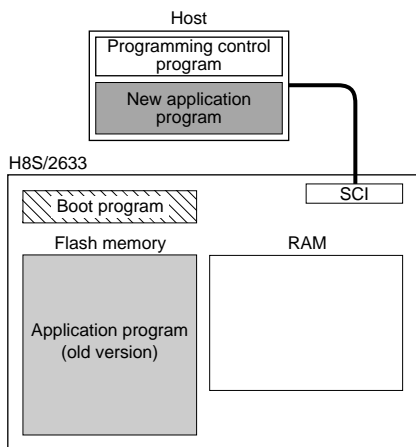 Host
Programming control
program
New application
program
H8S/2633
SCI
Boot program
Flash memory
RAM
Application program
(old version)